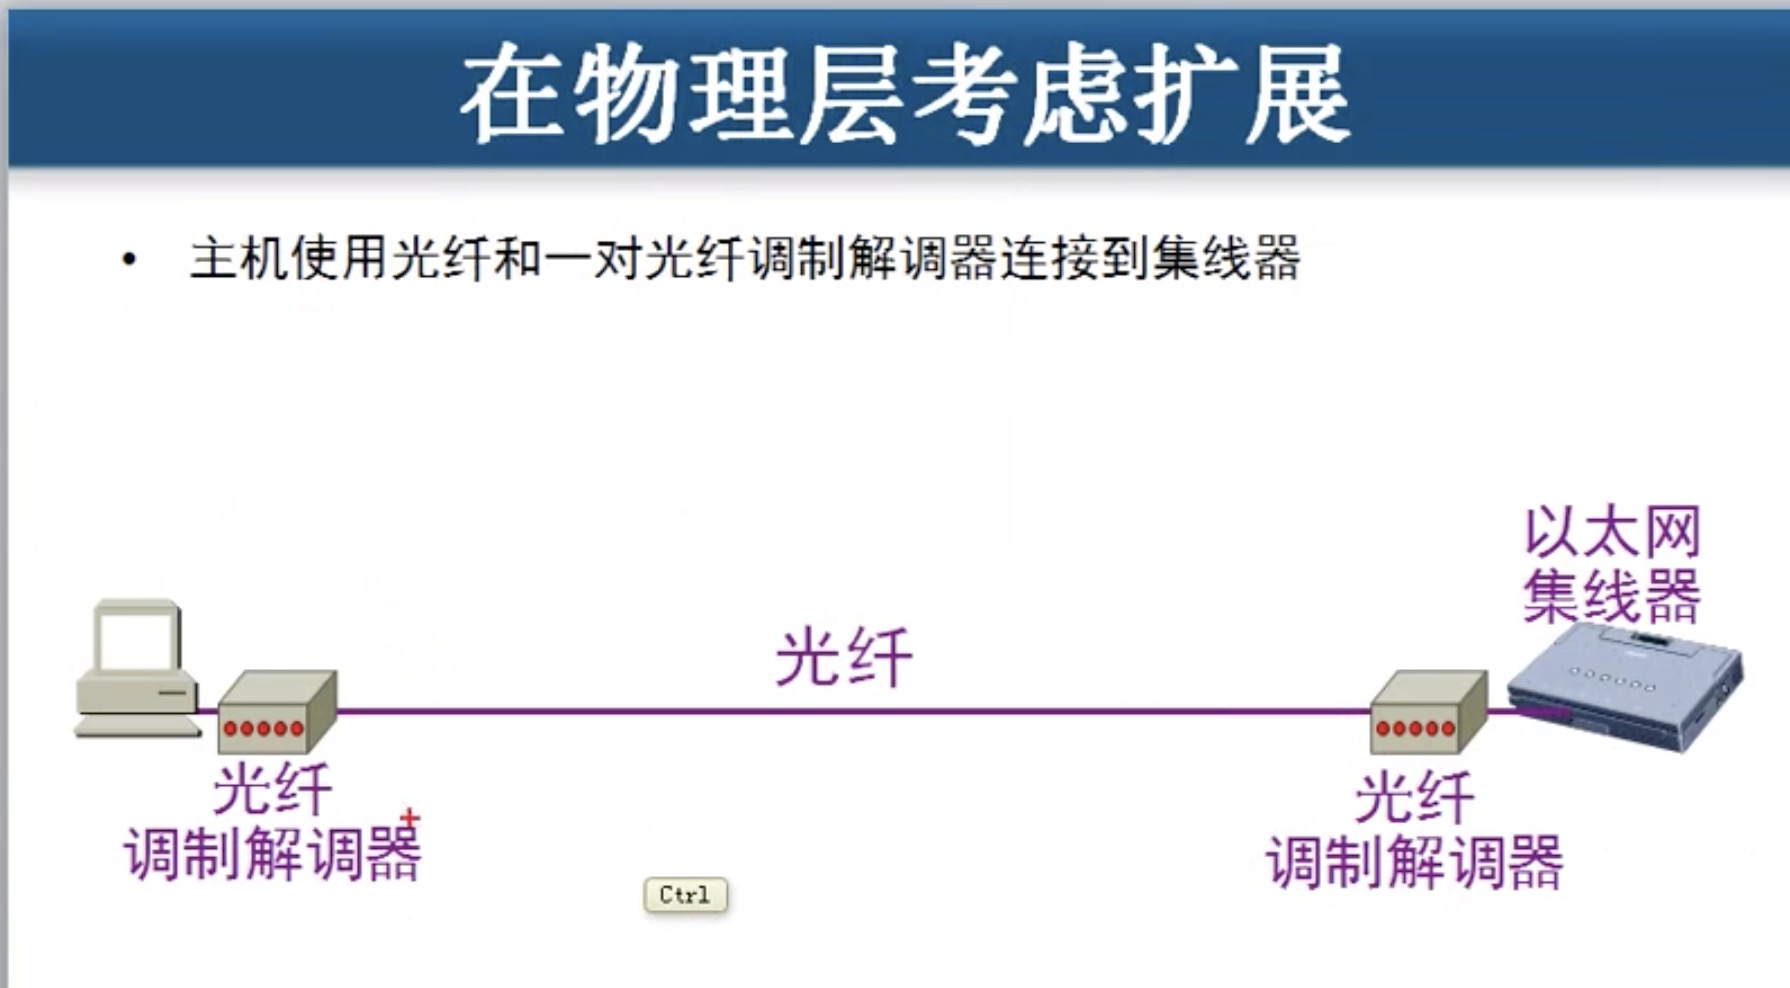 在物理层考虑扩展
• 主机使用光纤和一对光纤调制解调器连接到集线器
以太网
集线器
光纤
光纤
调制解调器
光纤
调制解调器
Ctrl